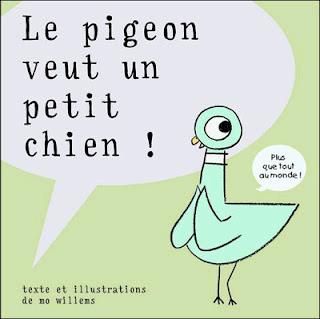 Le pigeon
veut un
petit
chien !
Plus
que tout
au monde !
texte et illustrations
de mo willems